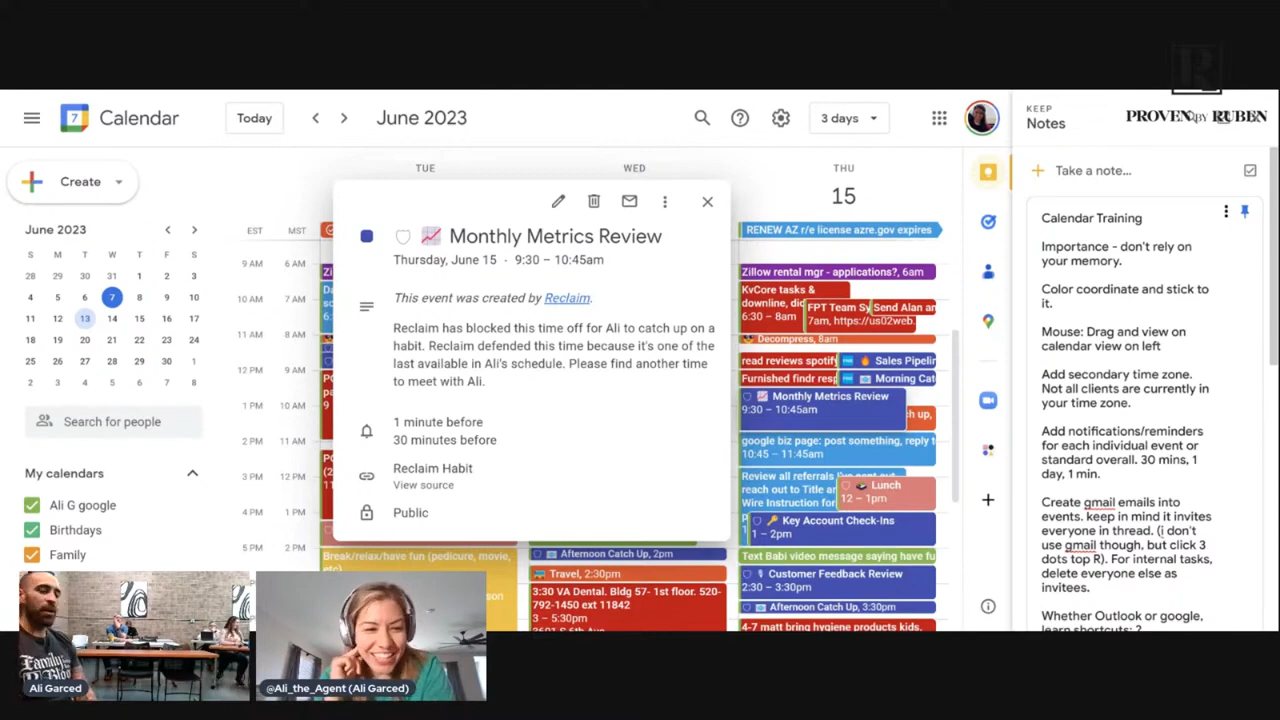 Calendar
Today
June 2023
3 days
KEEP
Notes
PROVEN BY RUBEN
Create
TUE
WED
THU
15
Take a note...
June 2023
S M T W T F S
28 29 30 31 1 2 3
4 5 6 7 8 9 10
11 12 13 14 15 16 17
18 19 20 21 22 23 24
25 26 27 28 29 30 1
2 3 4 5 6 7 8
EST MST
9 AM 6 AM
10 AM 7 AM
11 AM 8 AM
12 PM 9 AM
1 PM 10 AM
2 PM 11 AM
3 PM 12 PM
4 PM 1 PM
5 PM 2 PM
Search for people
My calendars
Ali G google
Birthdays
Family
Monthly Metrics Review
Thursday, June 15 · 9:30 – 10:45am
This event was created by Reclaim.
Reclaim has blocked this time off for Ali to catch up on a
habit. Reclaim defended this time because it's one of the
last available in Ali's schedule. Please find another time
to meet with Ali.
1 minute before
30 minutes before
Reclaim Habit
View source
Public
Break/relax/have fun (pedicure, movie,
etc)
Afternoon Catch Up, 2pm
Travel, 2:30pm
3:30 VA Dental. Bldg 57- 1st floor. 520-
792-1450 ext 11842
3 – 5:30pm
RENEW AZ r/e license azre.gov expires
Zillow rental mgr - applications?, 6am
KvCore tasks &
downline, dic
6:30 – 8am
FPT Team Sy
7am, https://us02web.
Send Alan an
Decompress, 8am
read reviews spotify
Sales Pipelin
Furnished findr resp
Morning Cat
Monthly Metrics Review
9:30 – 10:45am
ch up,
google biz page: post something, reply t
10:45 – 11:45am
Review all referrals I've sent out
reach out to Title an
Wire Instruction for
Lunch
12 – 1pm
Key Account Check-Ins
1 – 2pm
Text Babi video message saying have fu
Customer Feedback Review
2:30 – 3:30pm
Afternoon Catch Up, 3:30pm
4-7 matt bring hygiene products kids.
Calendar Training
Importance - don't rely on
your memory.
Color coordinate and stick to
it.
Mouse: Drag and view on
calendar view on left
Add secondary time zone.
Not all clients are currently in
your time zone.
Add notifications/reminders
for each individual event or
standard overall. 30 mins, 1
day, 1 min.
Create gmail emails into
events. keep in mind it invites
everyone in thread. (i don't
use gmail though, but click 3
dots top R). For internal tasks,
delete everyone else as
invitees.
Whether Outlook or google,
learn shortcuts: ?
Ali Garced
@Ali_the_Agent (Ali Garced)